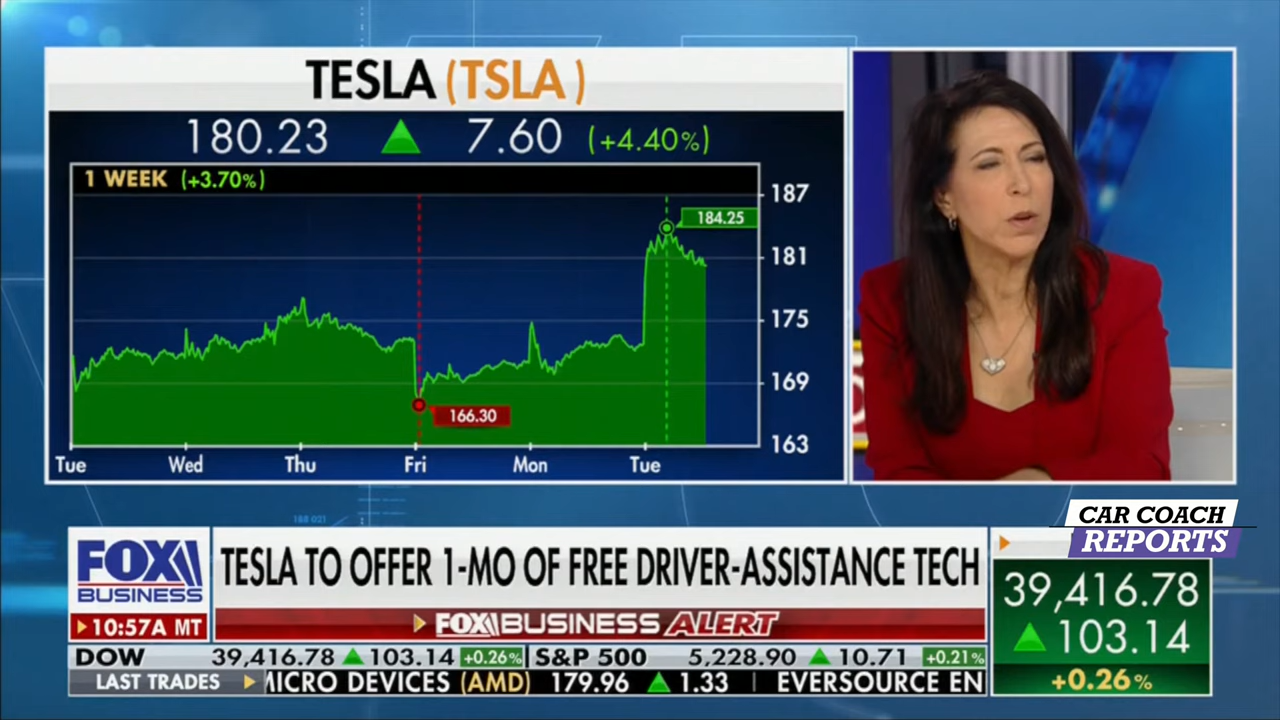 TESLA (TSLA)
180.23 ▲ 7.60 (+4.40%)
1 WEEK (+3.70%)
187
184.25
181
175
169
166.30
163
Tue Wed Thu Fri Mon Tue
CAR COACH
REPORTS
FOX
BUSINESS
10:57A MT
TESLA TO OFFER 1-MO OF FREE DRIVER-ASSISTANCE TECH
FOX BUSINESS ALERT
39,416.78
▲ 103.14
+0.26%
DOW 39,416.78 ▲ 103.14 +0.26% S&P 500 5,228.90 ▲ 10.71 +0.21%
LAST TRADES MICRO DEVICES (AMD) 179.96 ▲ 1.33 | EVERSOURCE EN